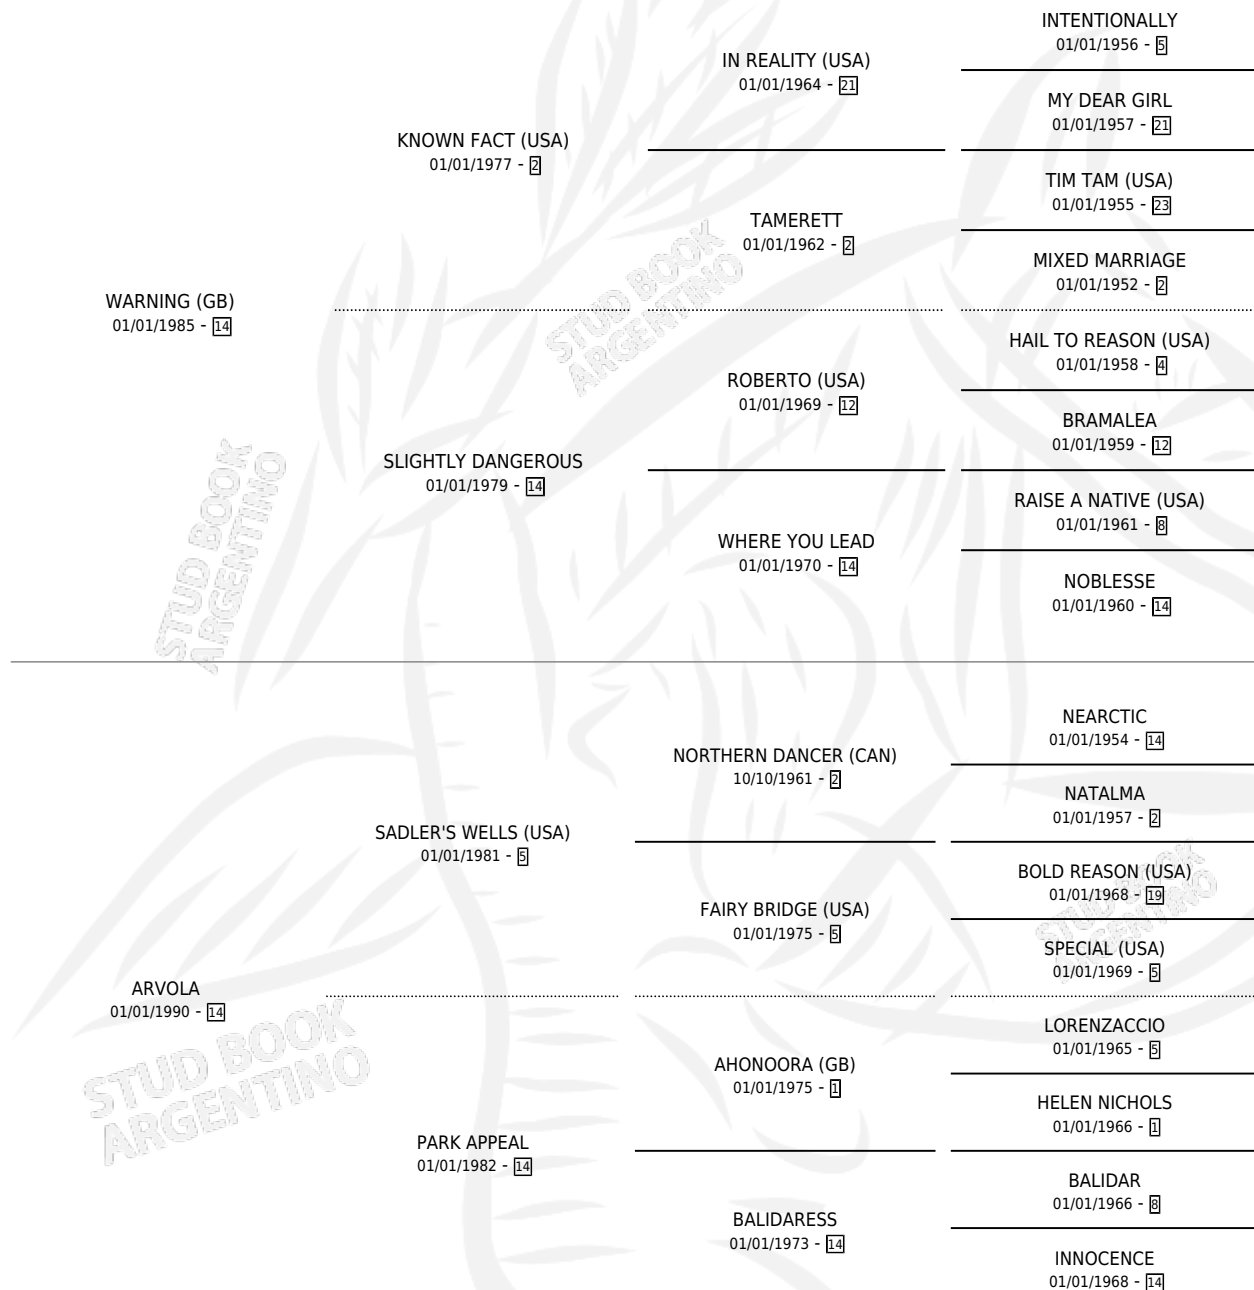 INTENTIONALLY
01/01/1956 - 5
IN REALITY (USA)
01/01/1964 - 21
MY DEAR GIRL
01/01/1957 - 21
KNOWN FACT (USA)
01/01/1977 - 2
TIM TAM (USA)
01/01/1955 - 23
TAMERETT
01/01/1962 - 2
MIXED MARRIAGE
01/01/1952 - 2
WARNING (GB)
01/01/1985 - 14
HAIL TO REASON (USA)
01/01/1958 - 4
ROBERTO (USA)
01/01/1969 - 12
BRAMALEA
01/01/1959 - 12
SLIGHTLY DANGEROUS
01/01/1979 - 14
RAISE A NATIVE (USA)
01/01/1961 - 8
WHERE YOU LEAD
01/01/1970 - 14
NOBLESSE
01/01/1960 - 14
NEARCTIC
01/01/1954 - 14
NORTHERN DANCER (CAN)
10/10/1961 - 2
NATALMA
01/01/1957 - 2
SADLER'S WELLS (USA)
01/01/1981 - 5
BOLD REASON (USA)
01/01/1968 - 19
FAIRY BRIDGE (USA)
01/01/1975 - 5
SPECIAL (USA)
01/01/1969 - 5
ARVOLA
01/01/1990 - 14
LORENZACCIO
01/01/1965 - 5
AHONOORA (GB)
01/01/1975 - 1
HELEN NICHOLS
01/01/1966 - 1
PARK APPEAL
01/01/1982 - 14
BALIDAR
01/01/1966 - 8
BALIDARESS
01/01/1973 - 14
INNOCENCE
01/01/1968 - 14
STUD BOOK
ARGENTINO
STUD BOOK
ARGENTINO
STUD BOOK
ARGENTINO
STUD BOOK
ARGENTINO